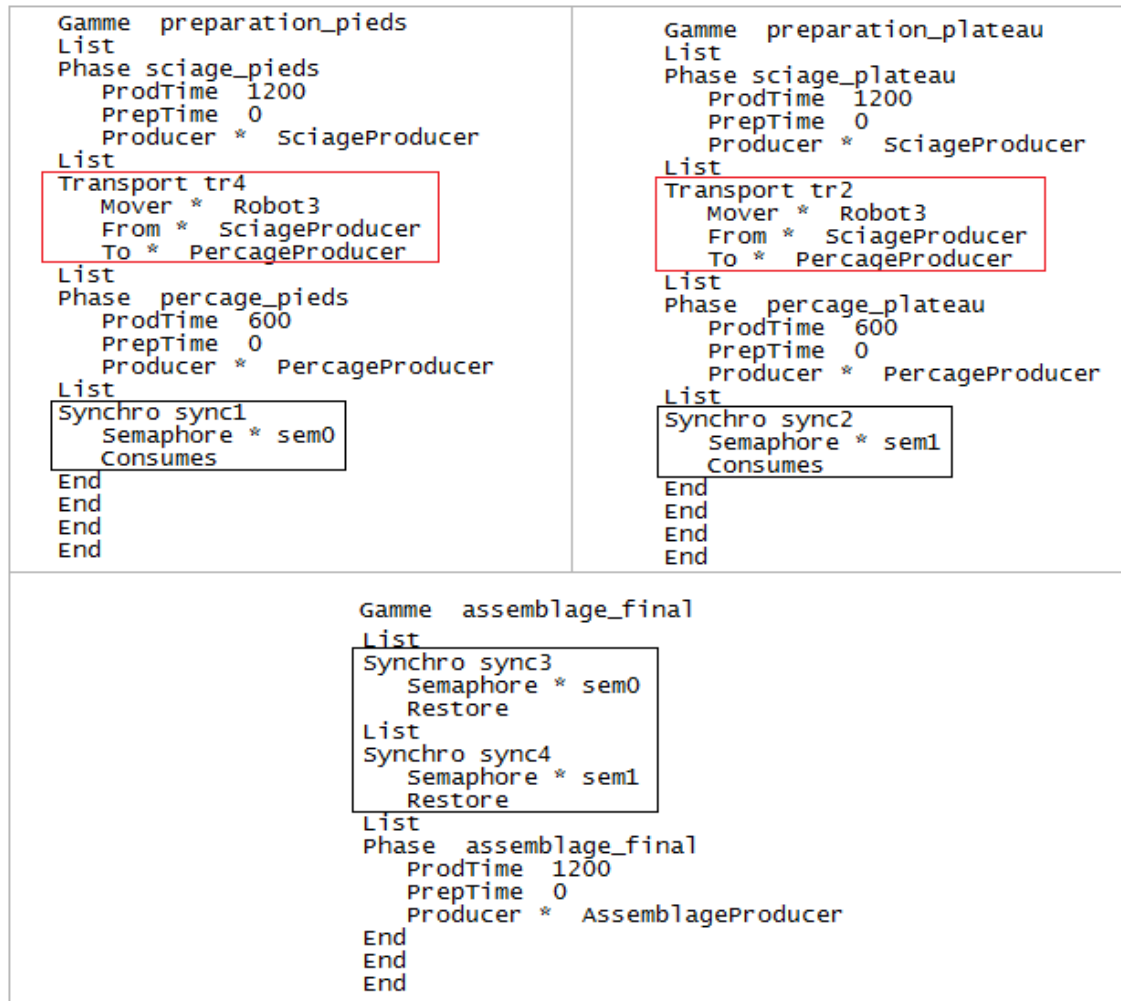 Gamme  preparation_pieds
List
Phase sciage_pieds
   ProdTime  1200
   PrepTime  0
   Producer *  SciageProducer
List
Transport tr4
   Mover *  Robot3
   From *  SciageProducer
   To *  PercageProducer
List
Phase  percage_pieds
   ProdTime  600
   PrepTime  0
   Producer *  PercageProducer
List
Synchro sync1
   Semaphore * sem0
   Consumes
End
End
End
End
Gamme  preparation_plateau
List
Phase sciage_plateau
   ProdTime  1200
   PrepTime  0
   Producer *  SciageProducer
List
Transport tr2
   Mover *  Robot3
   From *  SciageProducer
   To *  PercageProducer
List
Phase  percage_plateau
   ProdTime  600
   PrepTime  0
   Producer *  PercageProducer
List
Synchro sync2
   Semaphore * sem1
   Consumes
End
End
End
End
Gamme  assemblage_final
List
Synchro sync3
   Semaphore * sem0
   Restore
List
Synchro sync4
   Semaphore * sem1
   Restore
List
Phase  assemblage_final
   ProdTime  1200
   PrepTime  0
   Producer *  AssemblageProducer
End
End
End